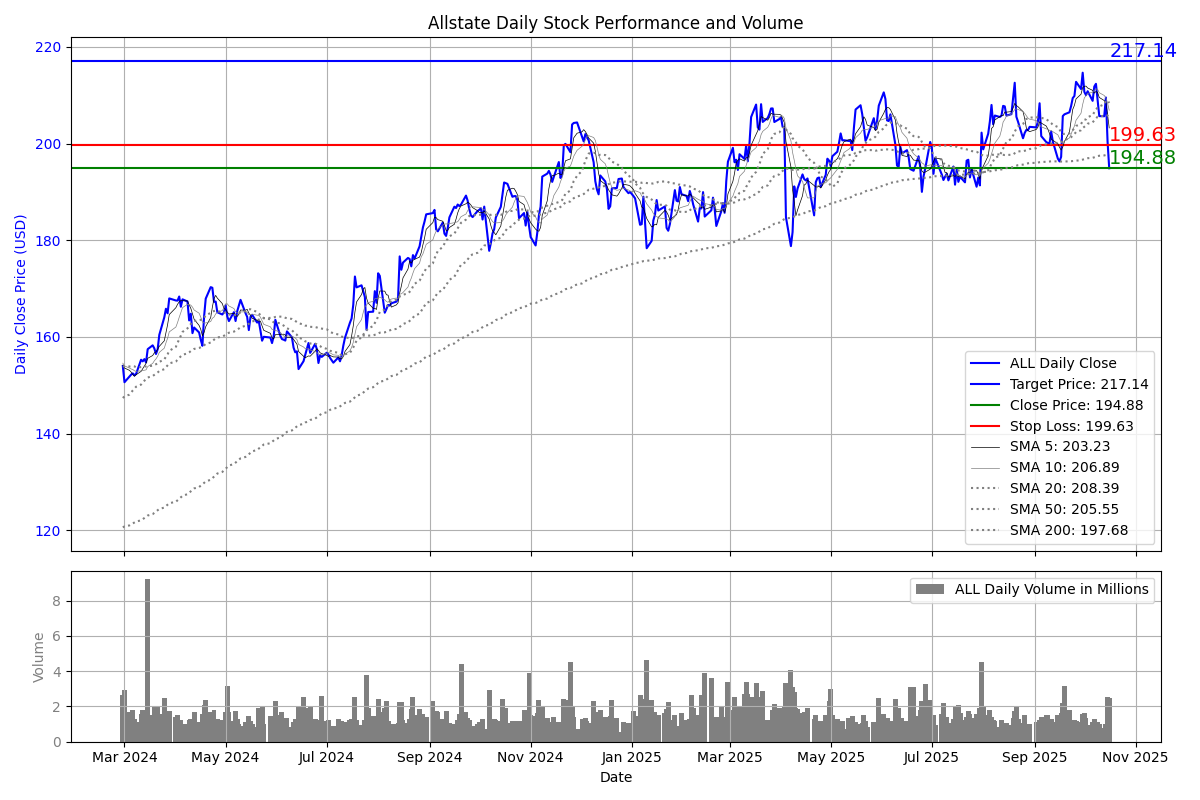 Allstate Daily Stock Performance and Volume
220
200
180
160
140
120
Daily Close Price (USD)
217.14
199.63
194.88
ALL Daily Close
Target Price: 217.14
Close Price: 194.88
Stop Loss: 199.63
SMA 5: 203.23
SMA 10: 206.89
SMA 20: 208.39
SMA 50: 205.55
SMA 200: 197.68
8
6
4
2
0
Volume
ALL Daily Volume in Millions
Mar 2024 May 2024 Jul 2024 Sep 2024 Nov 2024 Jan 2025 Mar 2025 May 2025 Jul 2025 Sep 2025 Nov 2025
Date